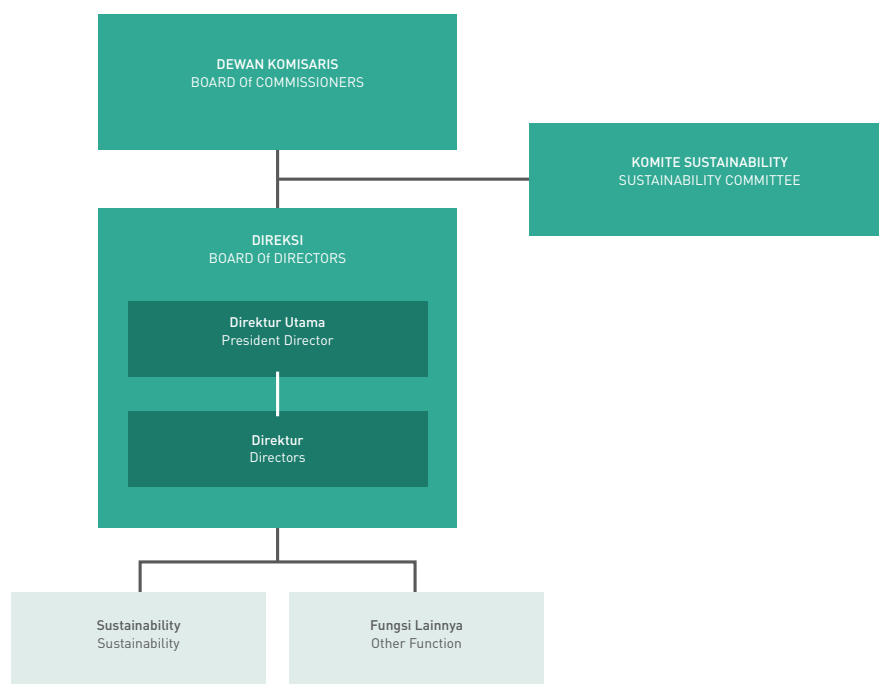 DEWAN KOMISARIS
BOARD Of COMMISSIONERS
KOMITE SUSTAINABILITY
SUSTAINABILITY COMMITTEE
DIREKSI
BOARD Of DIRECTORS
Direktur Utama
President Director
Direktur
Directors
Sustainability
Sustainability
Fungsi Lainnya
Other Function